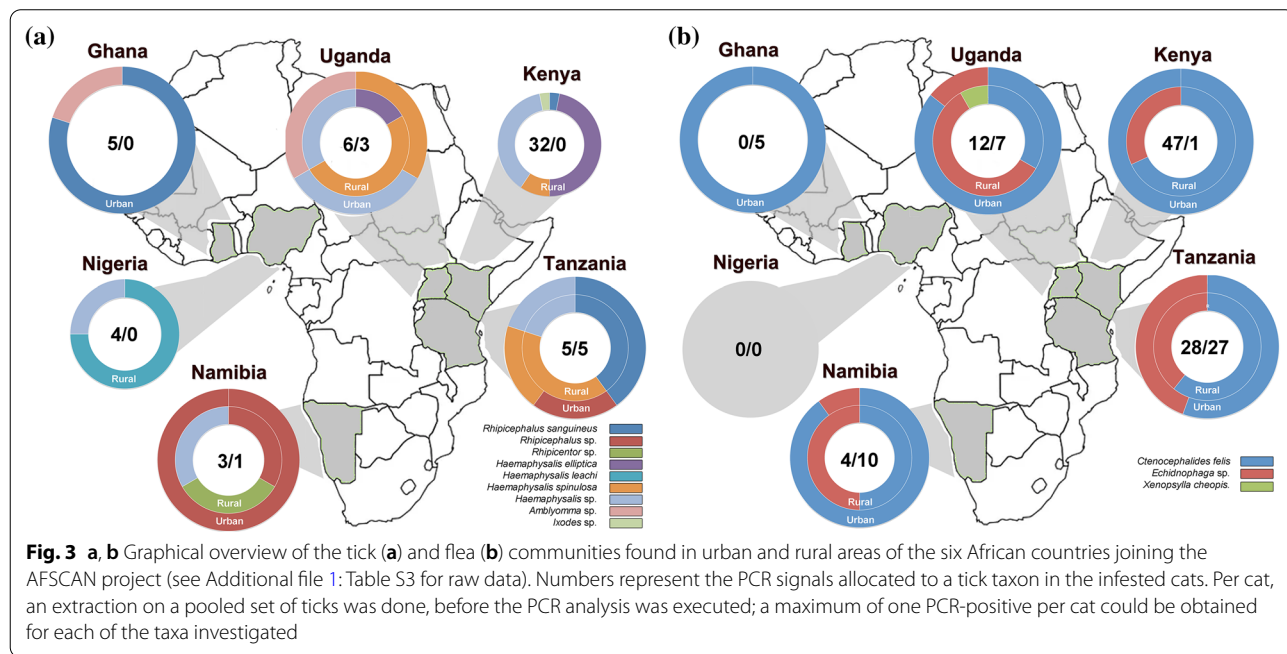 (a)
Ghana
5/0
Urban
Uganda
6/3
Rural
Urban
Kenya
32/0
Rural
Nigeria
4/0
Rural
Tanzania
5/5
Rural
Urban
Namibia
3/1
Rural
Urban
Rhipicephalus sanguineus
Rhipicephalus sp.
Rhipicentor sp.
Haemaphysalis elliptica
Haemaphysalis leachi
Haemaphysalis spinulosa
Haemaphysalis sp.
Amblyomma sp.
Ixodes sp.
(b)
Ghana
0/5
Urban
Uganda
12/7
Rural
Urban
Kenya
47/1
Rural
Urban
Nigeria
0/0
Tanzania
28/27
Rural
Urban
Namibia
4/10
Rural
Urban
Ctenocephalides felis
Echidnophaga sp.
Xenopsylla cheopis.
Fig. 3 a, b Graphical overview of the tick (a) and flea (b) communities found in urban and rural areas of the six African countries joining the
AFSCAN project (see Additional file 1: Table S3 for raw data). Numbers represent the PCR signals allocated to a tick taxon in the infested cats. Per cat,
an extraction on a pooled set of ticks was done, before the PCR analysis was executed; a maximum of one PCR-positive per cat could be obtained
for each of the taxa investigated